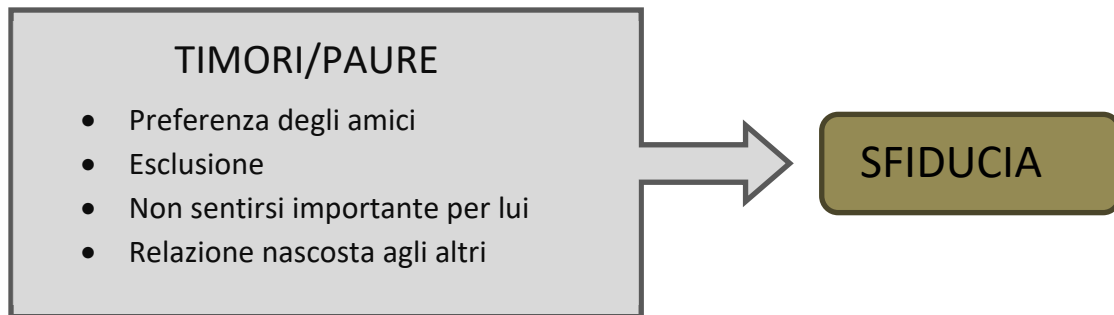 TIMORI/PAURE
• Preferenza degli amici
• Esclusione
• Non sentirsi importante per lui
• Relazione nascosta agli altri
SFIDUCIA